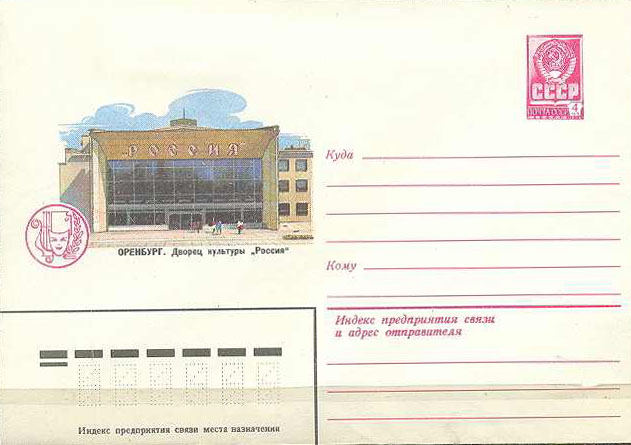 СССР
4
РОССИЯ
ОРЕНБУРГ. Дворец культуры „Россия“
Куда
Кому
Индекс предприятия связи
и адрес отправителя
Индекс предприятия связи места назначения